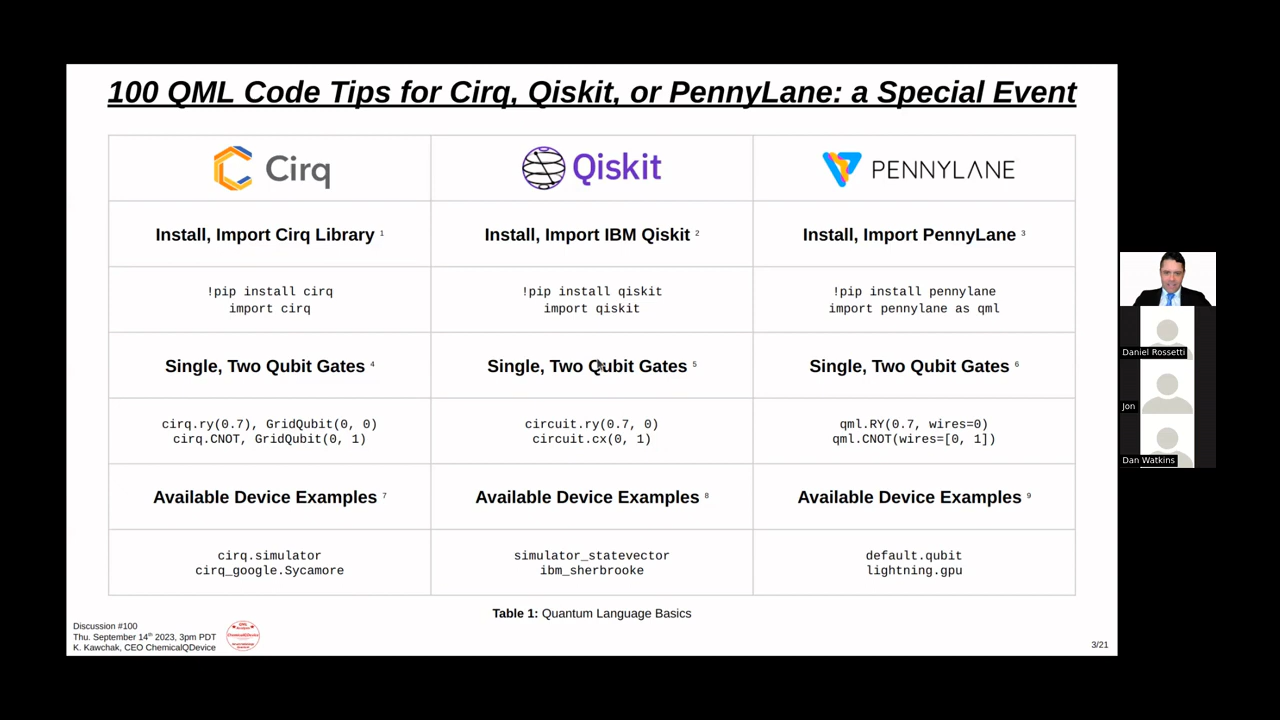 100 QML Code Tips for Cirq, Qiskit, or PennyLane: a Special Event
Cirq
Qiskit
PENNYLANE
Install, Import Cirq Library 1
Install, Import IBM Qiskit 2
Install, Import PennyLane 3
!pip install cirq
import cirq
!pip install qiskit
import qiskit
!pip install pennylane
import pennylane as qml
Single, Two Qubit Gates 4
Single, Two Qubit Gates 5
Single, Two Qubit Gates 6
cirq.ry(0.7), GridQubit(0, 0)
cirq.CNOT, GridQubit(0, 1)
circuit.ry(0.7, 0)
circuit.cx(0, 1)
qml.RY(0.7, wires=0)
qml.CNOT(wires=[0, 1])
Available Device Examples 7
Available Device Examples 8
Available Device Examples 9
cirq.simulator
cirq_google.Sycamore
simulator_statevector
ibm_sherbrooke
default.qubit
lightning.gpu
Table 1: Quantum Language Basics
Discussion #100
Thu. September 14th 2023, 3pm PDT
K. Kawchak, CEO ChemicalQDevice
ChemicalQDevice
3/21
Daniel Rossetti
Jon
Dan Watkins